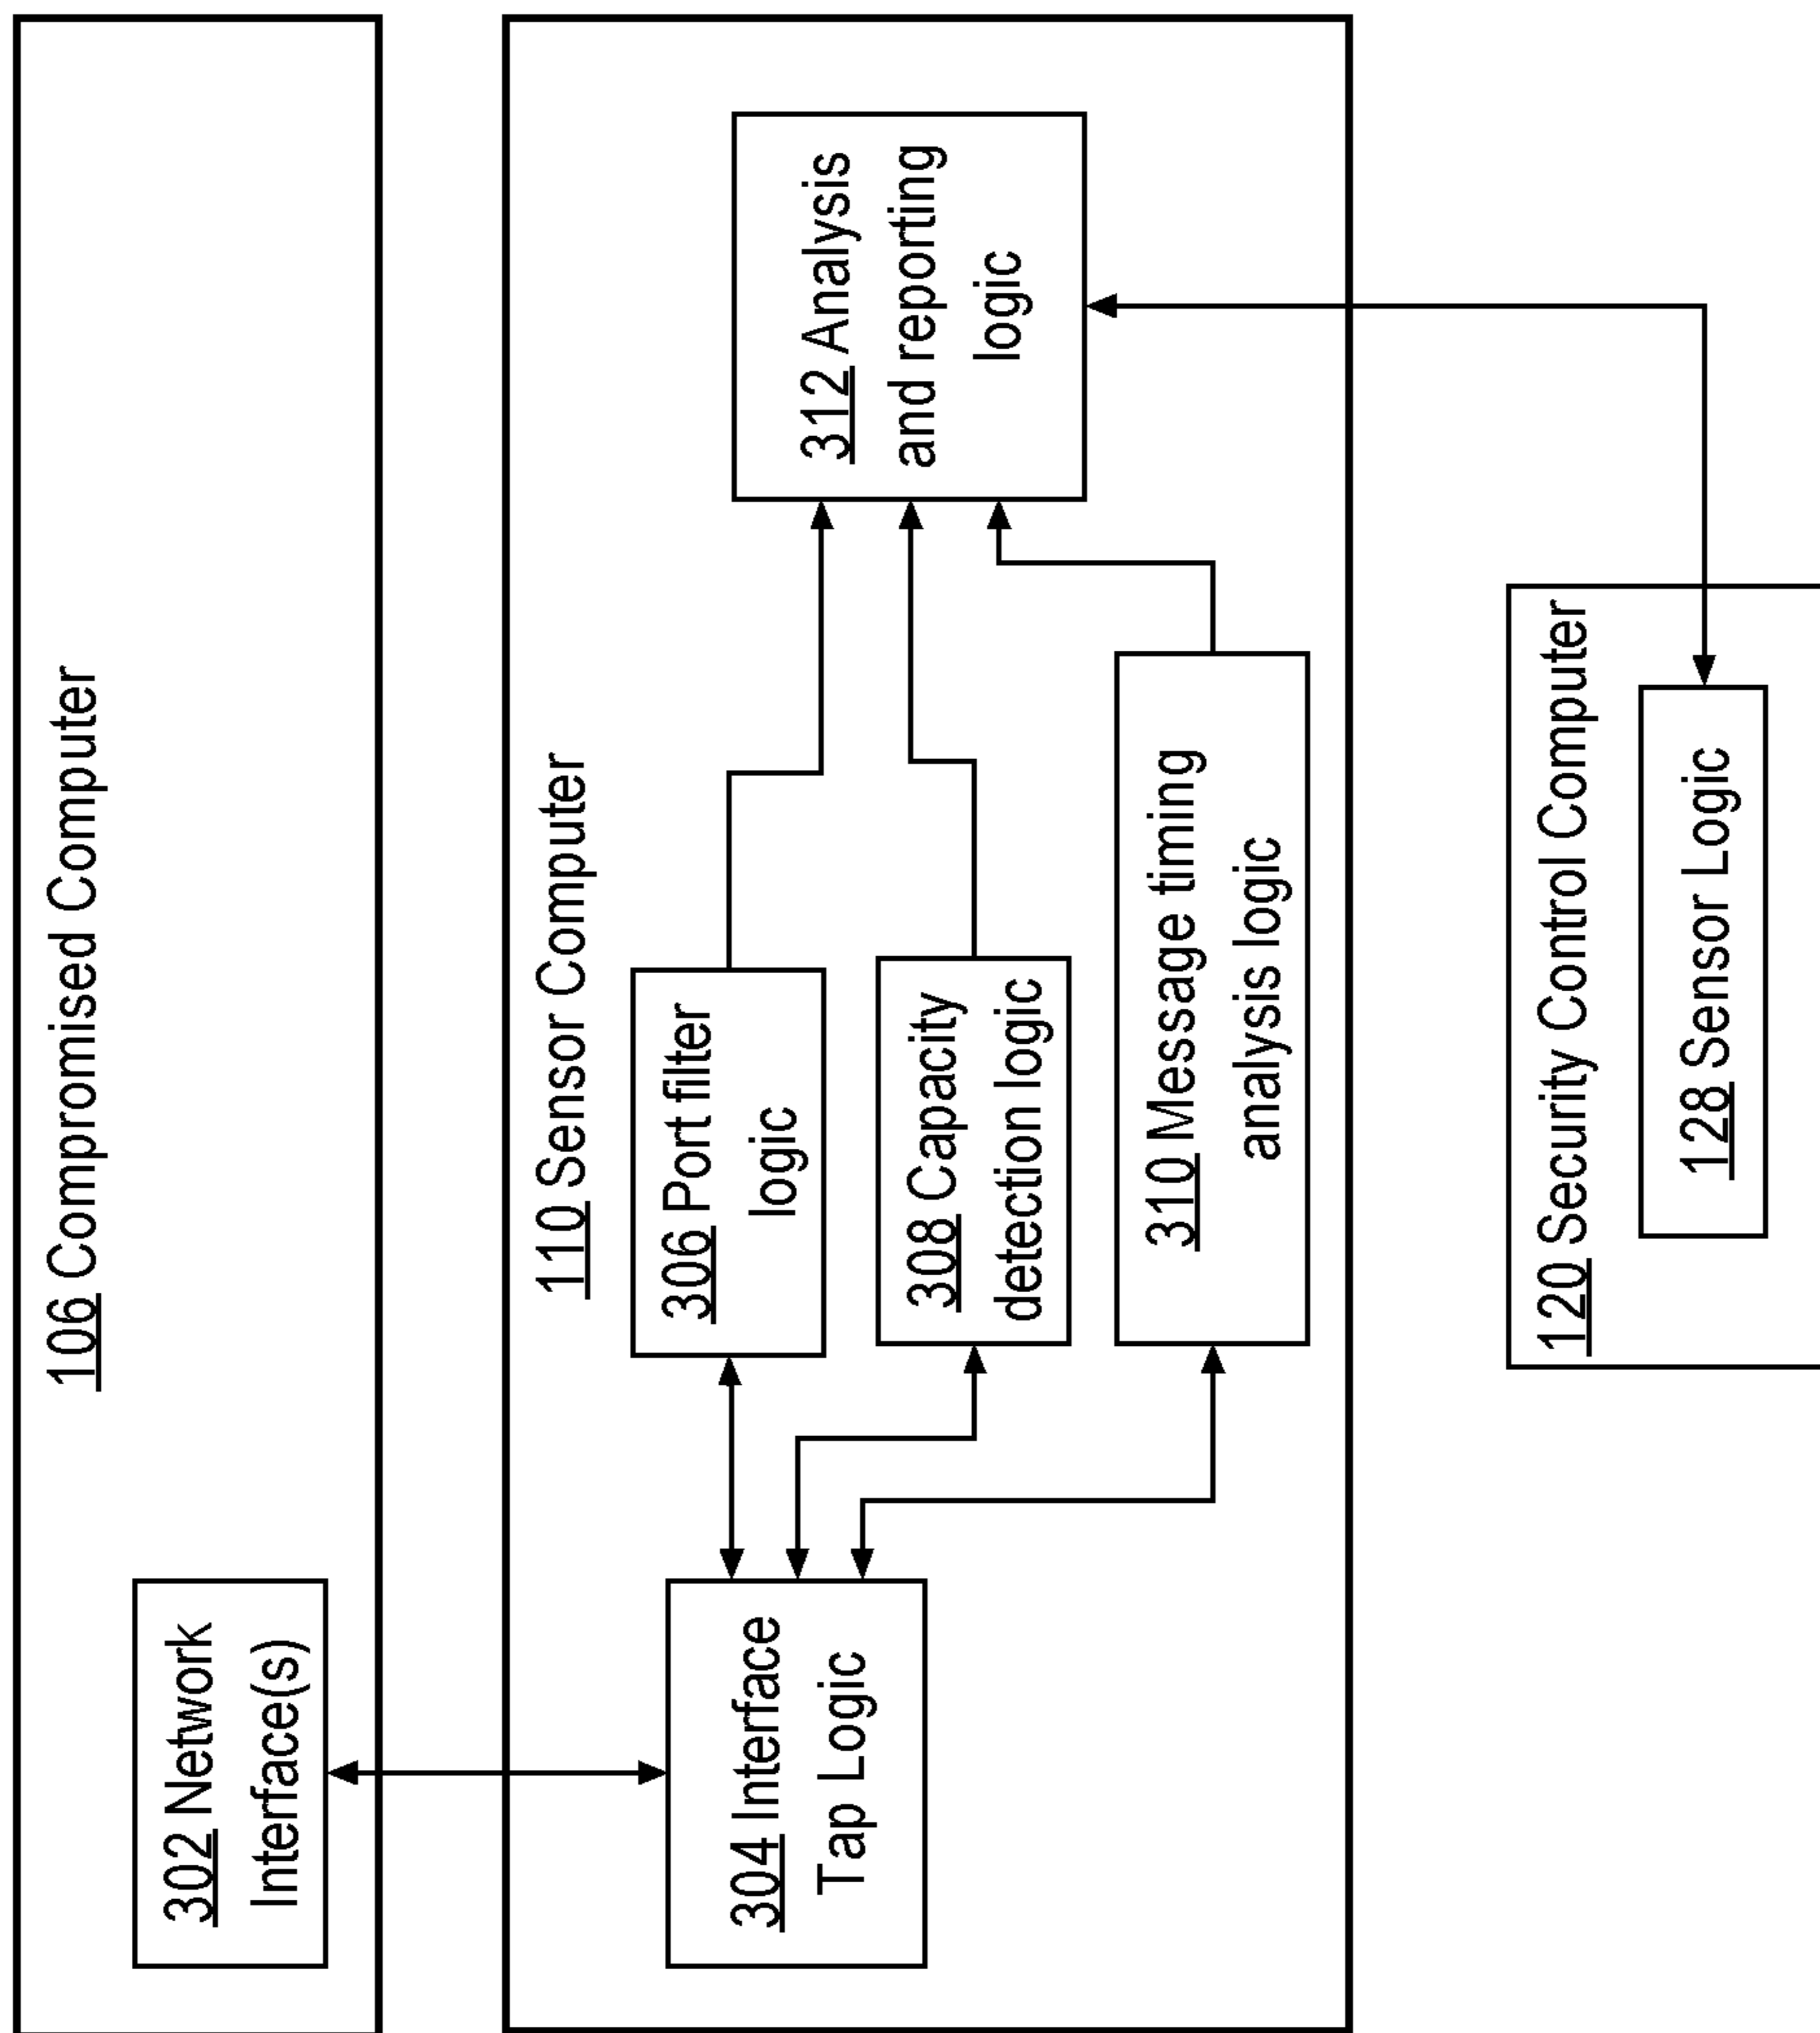 106 Compromised Computer
302 Network
Interface(s)
110 Sensor Computer
304 Interface
Tap Logic
306 Port filter
logic
308 Capacity
detection logic
310 Message timing
analysis logic
312 Analysis
and reporting
logic
120 Security Control Computer
128 Sensor Logic